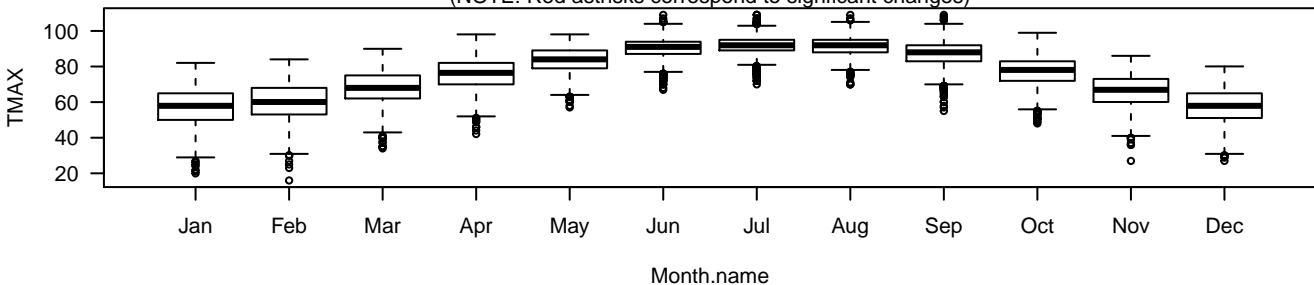 (NOTE: Red astrisks correspond to significant changes)
TMAX
100
80
60
40
20
Jan Feb Mar Apr May Jun Jul Aug Sep Oct Nov Dec
Month.name